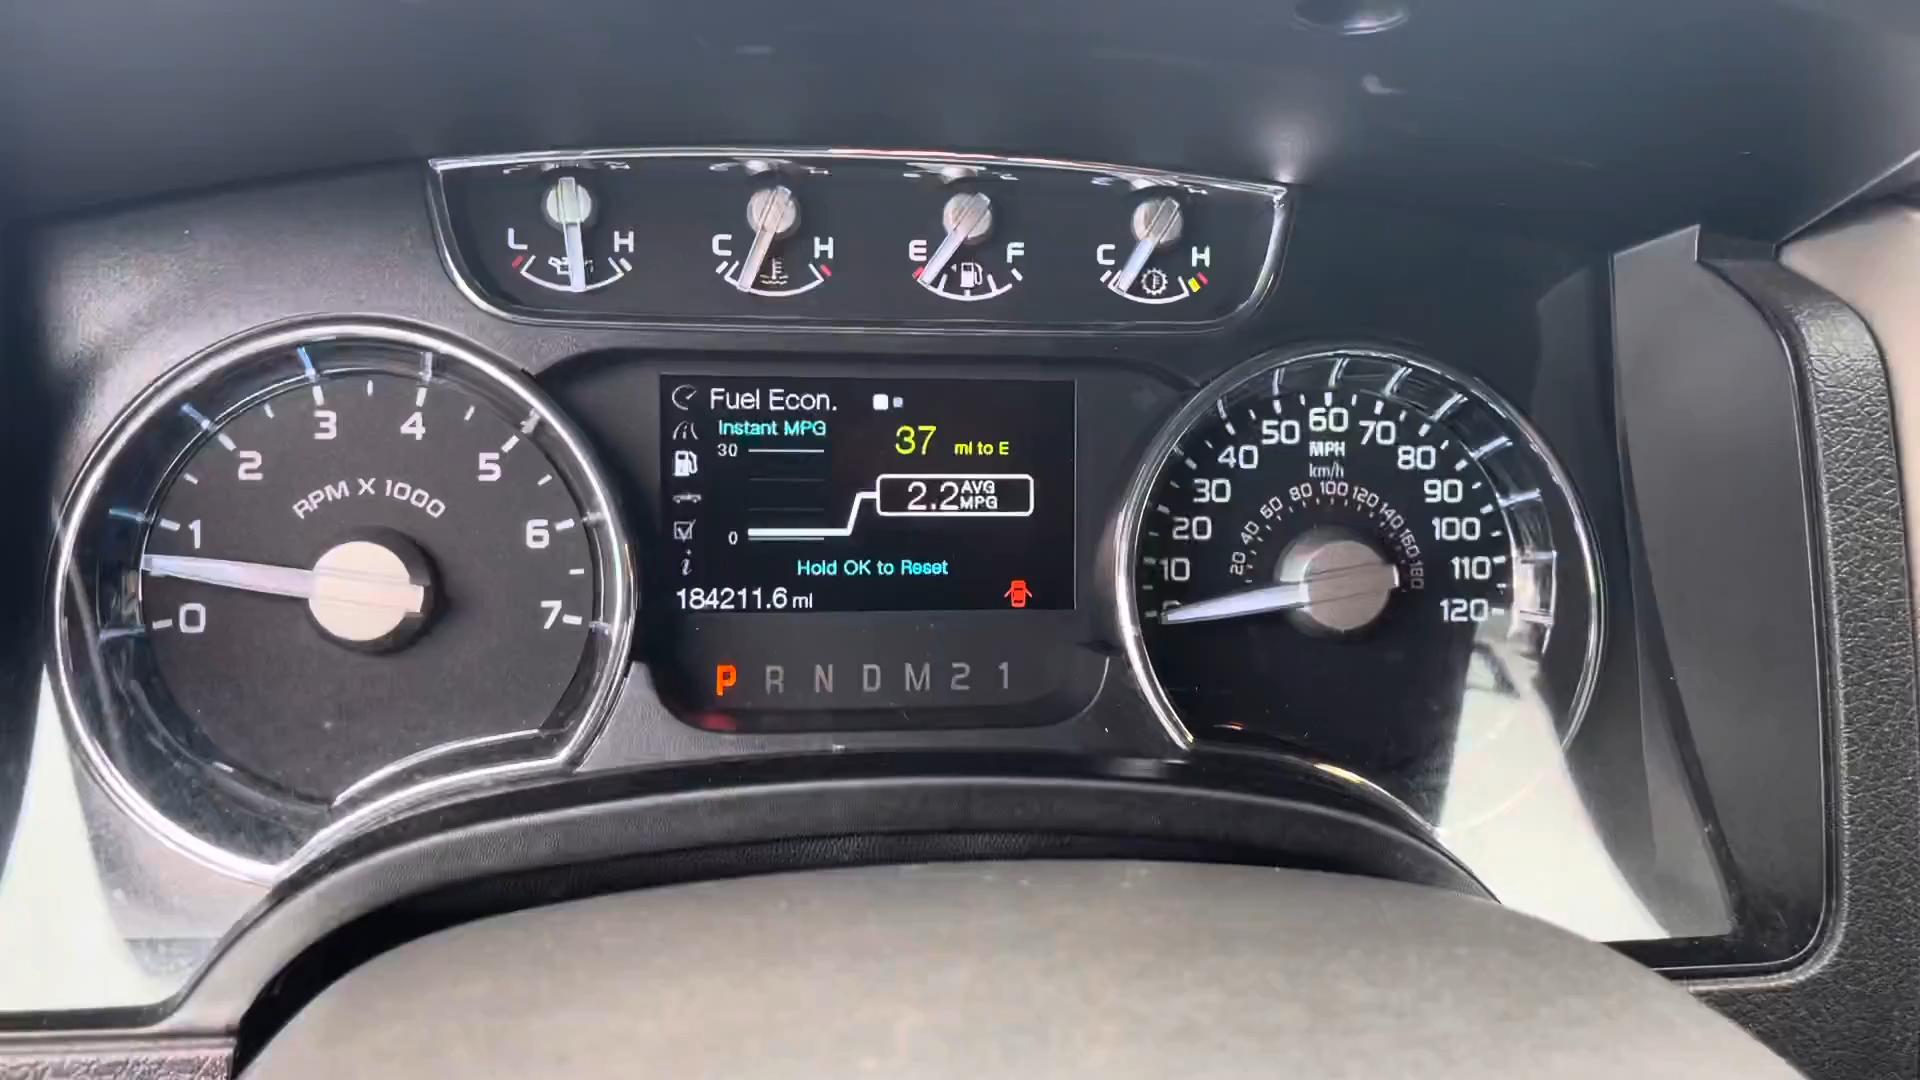 L H
C H
E F
C H
0 1 2 3 4 5 6 7
RPM X 1000
Fuel Econ.
Instant MPG
30
37 mi to E
2.2 AVG MPG
0
Hold OK to Reset
184211.6 mi
P R N D M 2 1
10 20 30 40 50 60 70 80 90 100 110 120
MPH
km/h
20 40 60 80 100 120 140 160 180